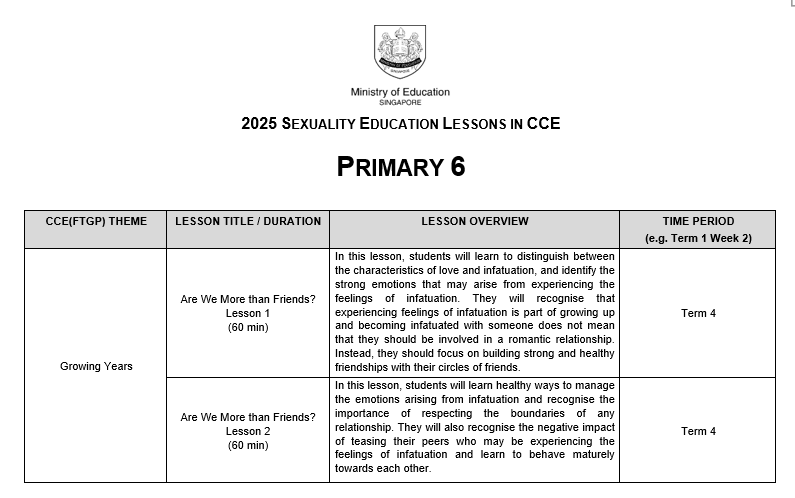 Ministry of Education
SINGAPORE
2025 SEXUALITY EDUCATION LESSONS IN CCE
PRIMARY 6
CCE(FTGP) THEME
LESSON TITLE / DURATION
LESSON OVERVIEW
TIME PERIOD
(e.g. Term 1 Week 2)
Growing Years
Are We More than Friends?
Lesson 1
(60 min)
In this lesson, students will learn to distinguish between
the characteristics of love and infatuation, and identify the
strong emotions that may arise from experiencing the
feelings of infatuation. They will recognise that
experiencing feelings of infatuation is part of growing up
and becoming infatuated with someone does not mean
that they should be involved in a romantic relationship.
Instead, they should focus on building strong and healthy
friendships with their circles of friends.
Term 4
Are We More than Friends?
Lesson 2
(60 min)
In this lesson, students will learn healthy ways to manage
the emotions arising from infatuation and recognise the
importance of respecting the boundaries of any
relationship. They will also recognise the negative impact
of teasing their peers who may be experiencing the
feelings of infatuation and learn to behave maturely
towards each other.
Term 4